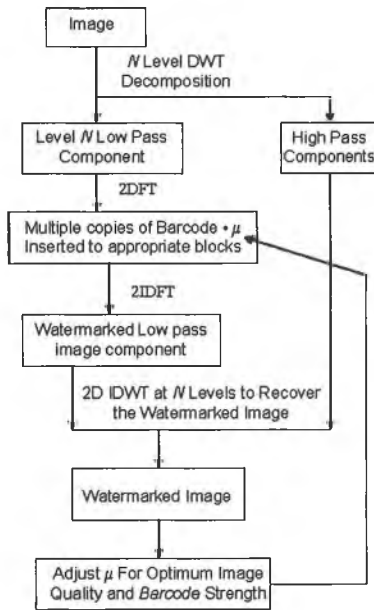 Image
N Level DWT
Decomposition
Level N Low Pass
Component
High Pass
Components
2DFT
Multiple copies of Barcode • μ
Inserted to appropriate blocks
2IDFT
Watermarked Low pass
image component
2D IDWT at N Levels to Recover
the Watermarked Image
Watermarked Image
Adjust μ For Optimum Image
Quality and Barcode Strength